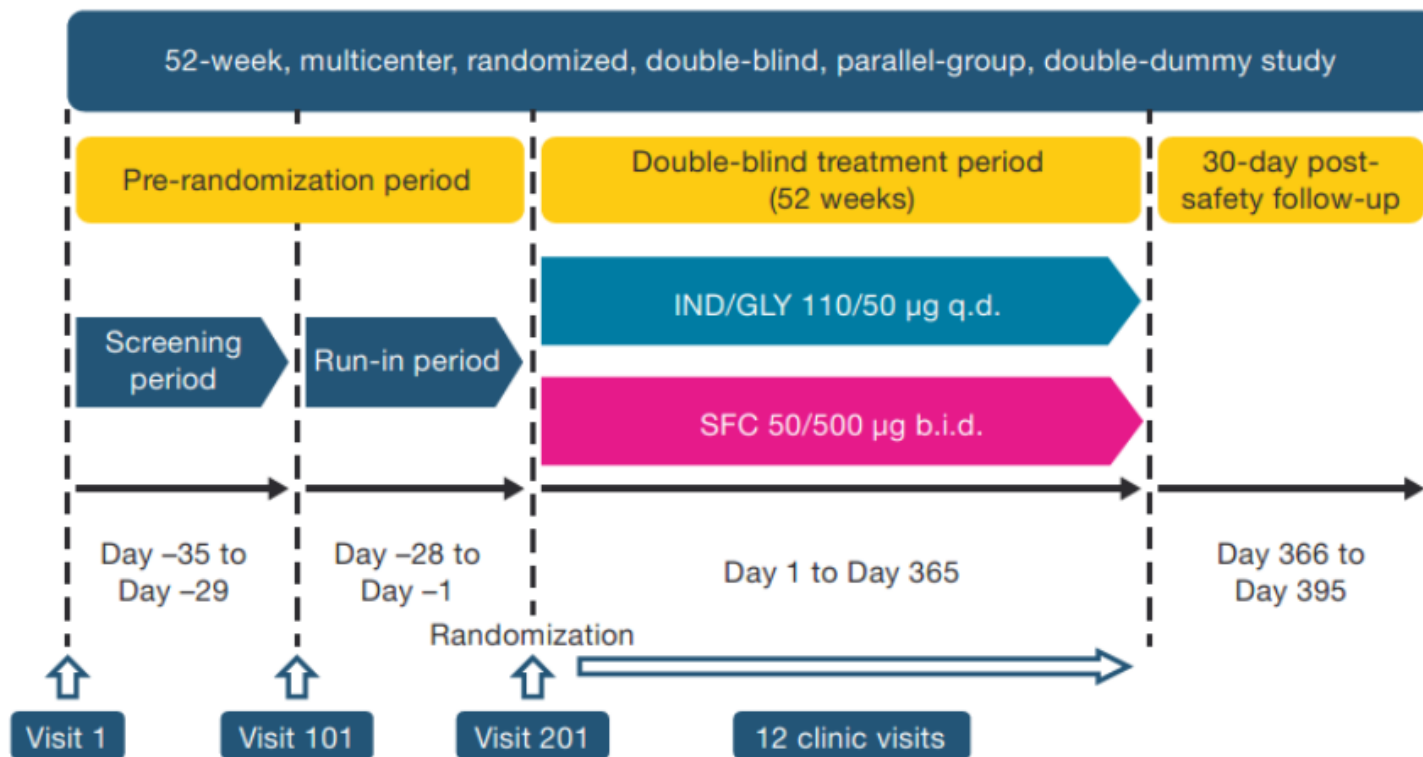 52-week, multicenter, randomized, double-blind, parallel-group, double-dummy study
Pre-randomization period
Double-blind treatment period
(52 weeks)
30-day post-
safety follow-up
Screening
period
Run-in period
IND/GLY 110/50 µg q.d.
SFC 50/500 µg b.i.d.
Day –35 to
Day –29
Day –28 to
Day –1
Day 1 to Day 365
Day 366 to
Day 395
Randomization
Visit 1
Visit 101
Visit 201
12 clinic visits